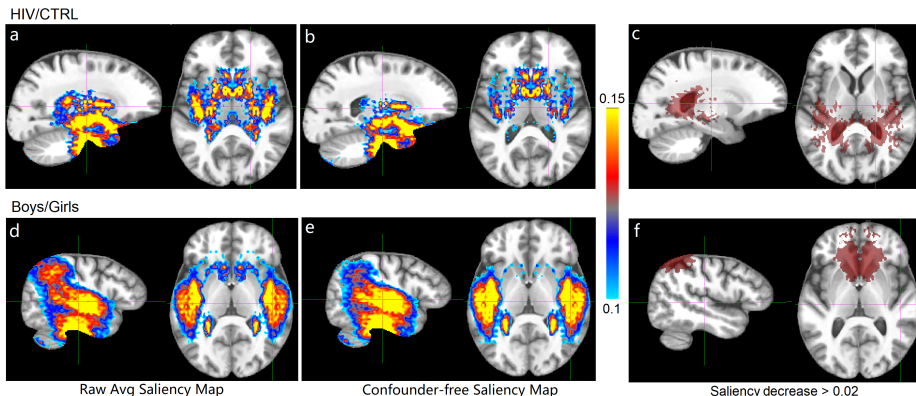 HIV/CTRL
a
b
c
0.15
Boys/Girls
d
e
f
0.1
Raw Avg Saliency Map
Confounder-free Saliency Map
Saliency decrease > 0.02